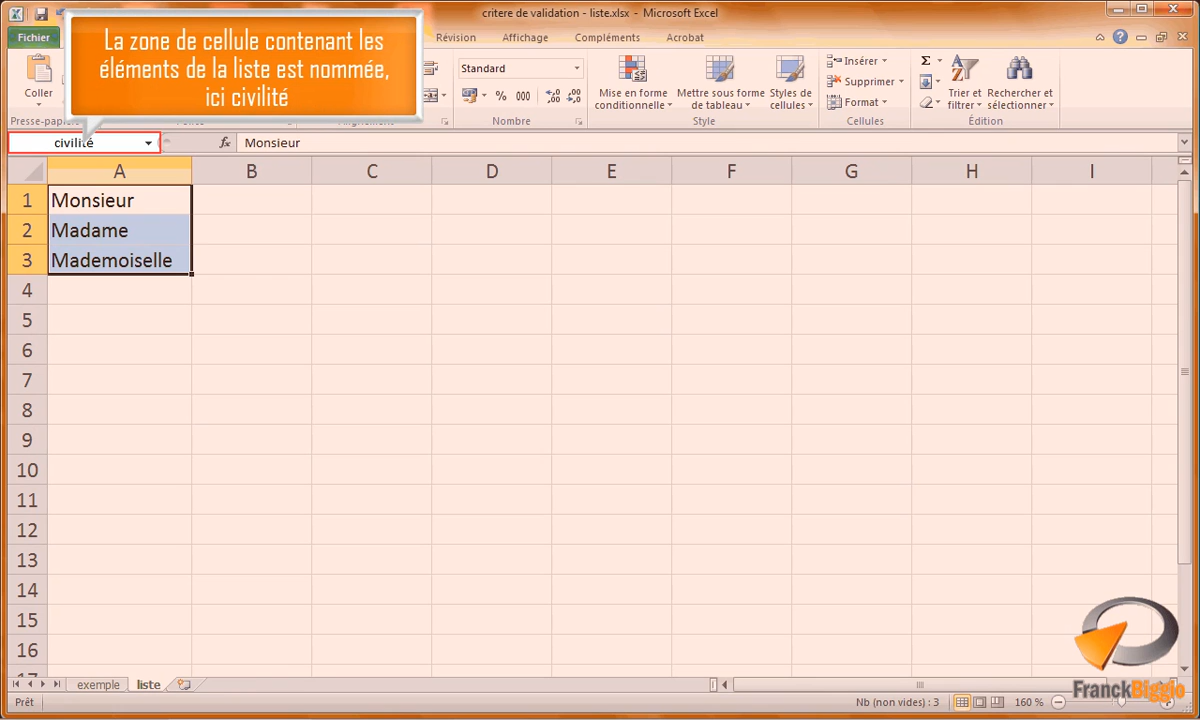 critere de validation - liste.xlsx - Microsoft Excel
La zone de cellule contenant les
éléments de la liste est nommée,
ici civilité
Fichier
Révision
Affichage
Compléments
Acrobat
Coller
Standard
% 000
Mise en forme
conditionnelle
Mettre sous forme
de tableau
Styles de
cellules
Insérer
Supprimer
Format
Σ
Trier et
filtrer
Rechercher et
sélectionner
Nombre
Style
Cellules
Édition
civilité
fx
Monsieur
A B C D E F G H I
1 Monsieur
2 Madame
3 Mademoiselle
4
5
6
7
8
9
10
11
12
13
14
15
16
exemple
liste
Prêt
Nb (non vides) : 3
160 %
FranckBiggio